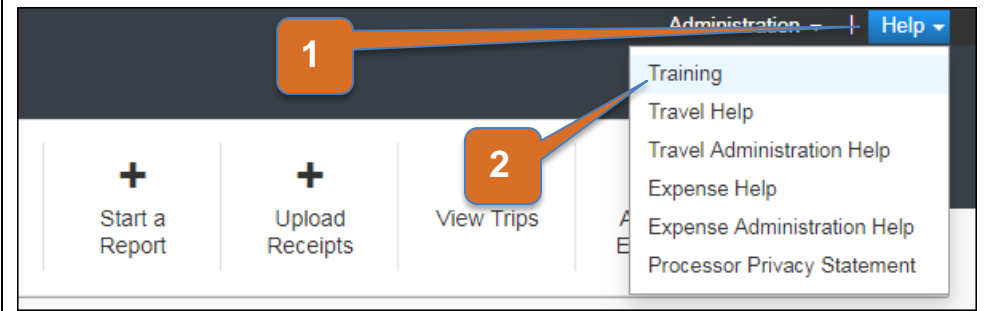 1
Administration
Help
Training
Travel Help
Travel Administration Help
Expense Help
Expense Administration Help
Processor Privacy Statement
2
Start a
Report
Upload
Receipts
View Trips
A
E